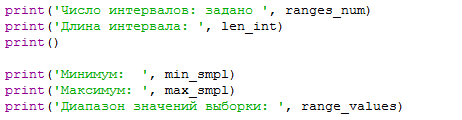 print('Число интервалов: задано ', ranges_num)
print('Длина интервала: ', len_int)
print()
print('Минимум:  ', min_smpl)
print('Максимум: ', max_smpl)
print('Диапазон значений выборки: ', range_values)